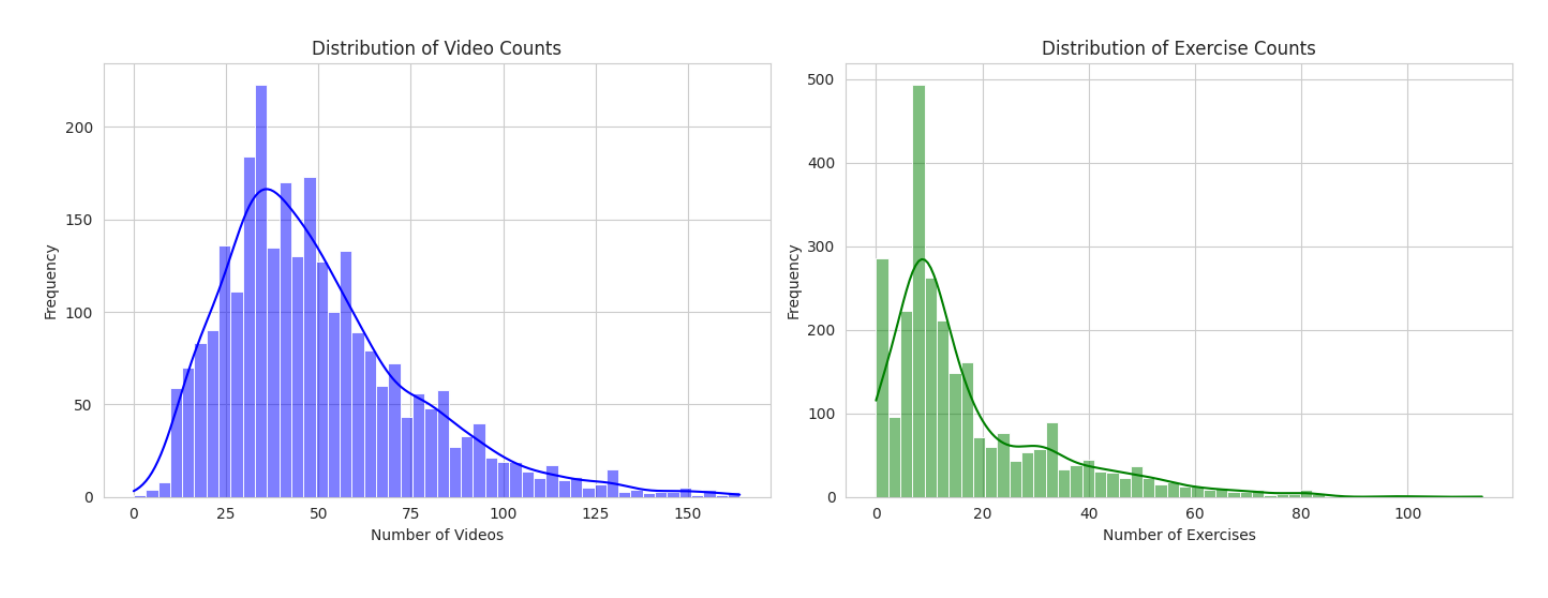 Distribution of Video Counts
200
150
100
50
0
Frequency
0 25 50 75 100 125 150
Number of Videos
Distribution of Exercise Counts
500
400
300
200
100
0
Frequency
0 20 40 60 80 100
Number of Exercises